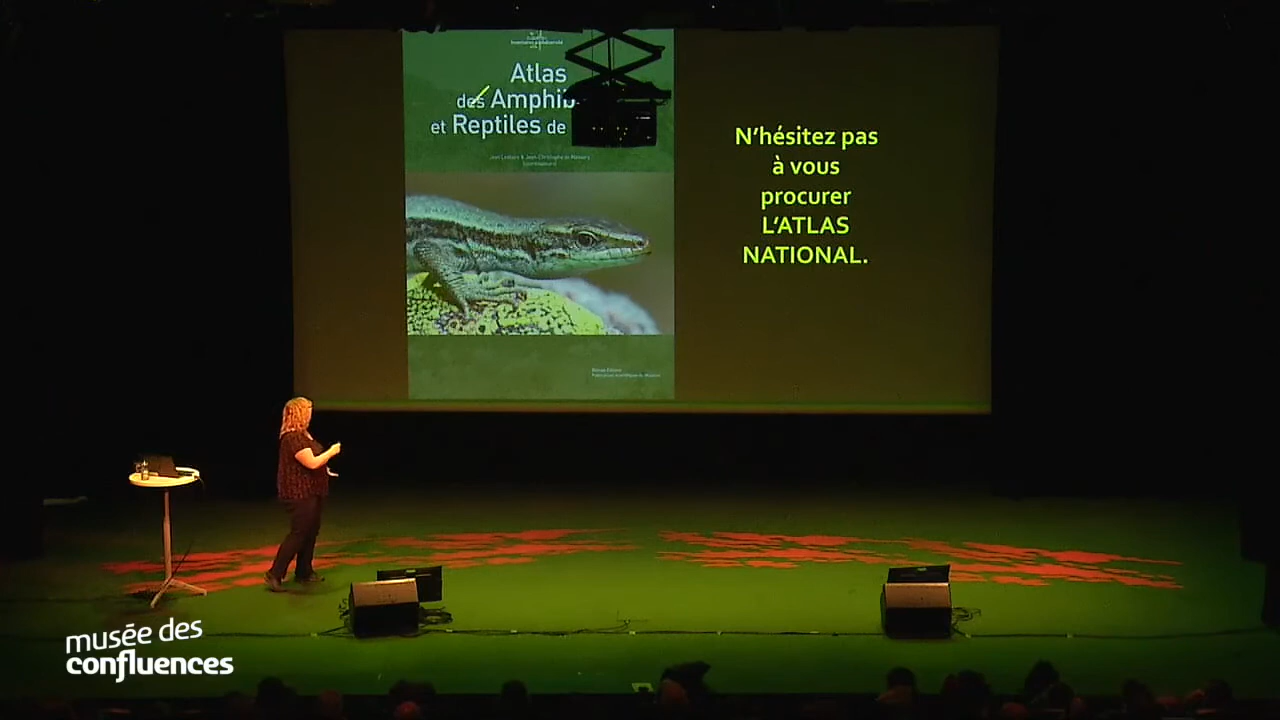 Atlas
des Amphib
et Reptiles de
N'hésitez pas
à vous
procurer
L'ATLAS
NATIONAL.
musée des
confluences